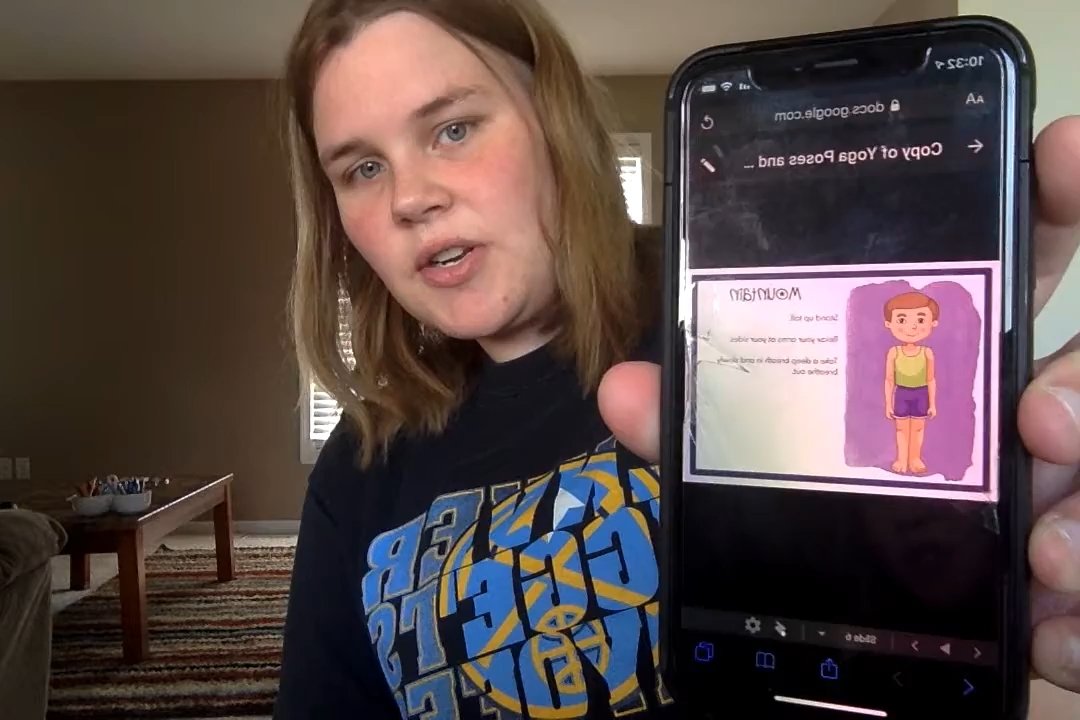 10:32
AA docs.google.com
Copy of Yoga Poses and ...
Mountain
Stand up tall.
Relax your arms at your sides.
Take a deep breath in and slowly
breathe out.
Slide 6